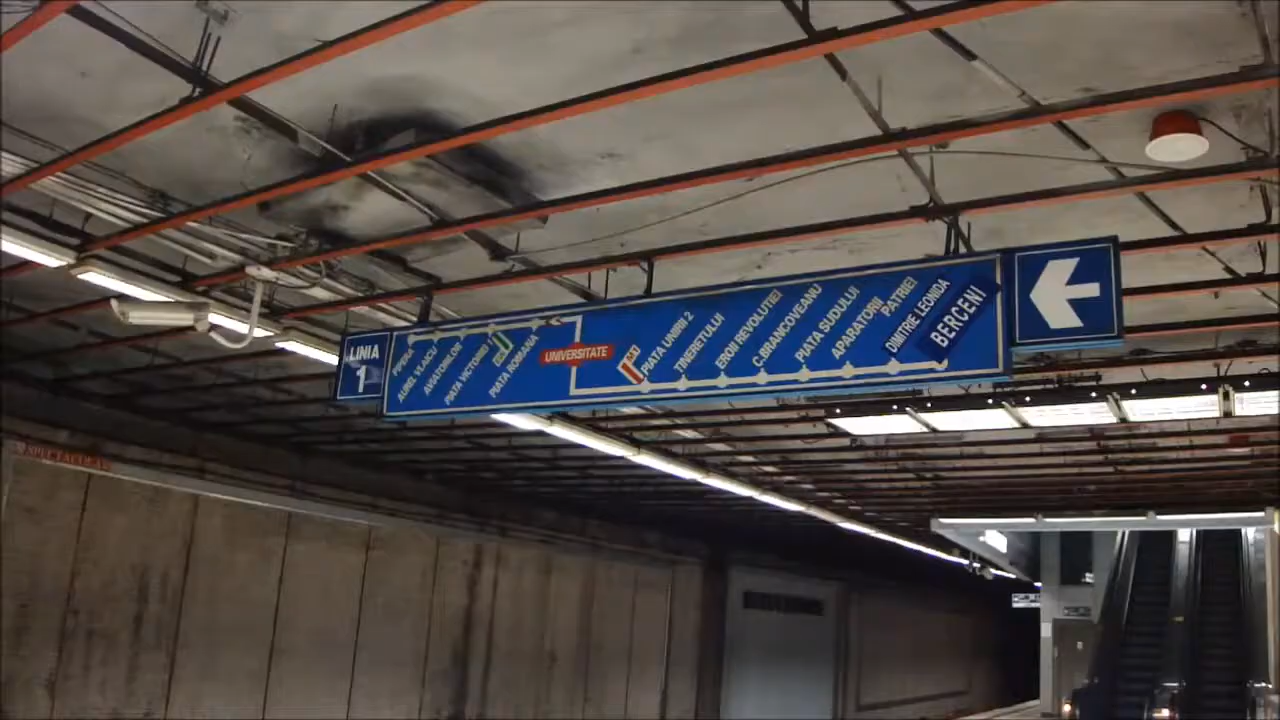 LINIA
1
PIPERA
AUREL VLAICU
AVIATORILOR
PIATA VICTORIEI
PIATA ROMANA
UNIVERSITATE
PIATA UNIRII 2
TINERETULUI
EROII REVOLUTIEI
C.BRANCOVEANU
PIATA SUDULUI
APARATORII PATRIEI
DIMITRIE LEONIDA
BERCENI